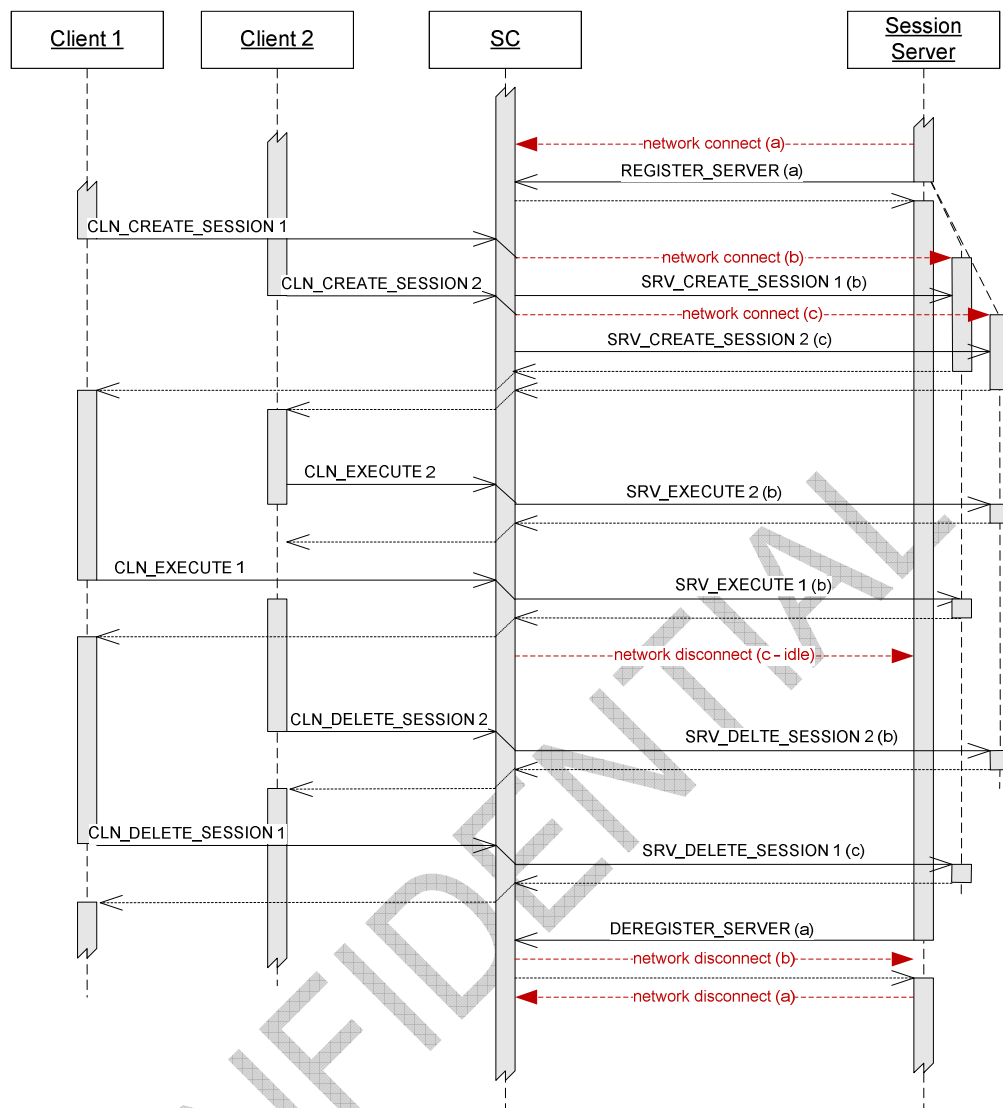 Client 1
Client 2
SC
Session
Server
network connect (a)
REGISTER_SERVER (a)
CLN_CREATE_SESSION 1
network connect (b)
CLN_CREATE_SESSION 2
SRV_CREATE_SESSION 1 (b)
network connect (c)
SRV_CREATE_SESSION 2 (c)
CLN_EXECUTE 2
SRV_EXECUTE 2 (b)
CLN_EXECUTE 1
SRV_EXECUTE 1 (b)
network disconnect (c - idle)
CLN_DELETE_SESSION 2
SRV_DELTE_SESSION 2 (b)
CLN_DELETE_SESSION 1
SRV_DELETE_SESSION 1 (c)
DEREGISTER_SERVER (a)
network disconnect (b)
network disconnect (a)
NFIDENTIAL